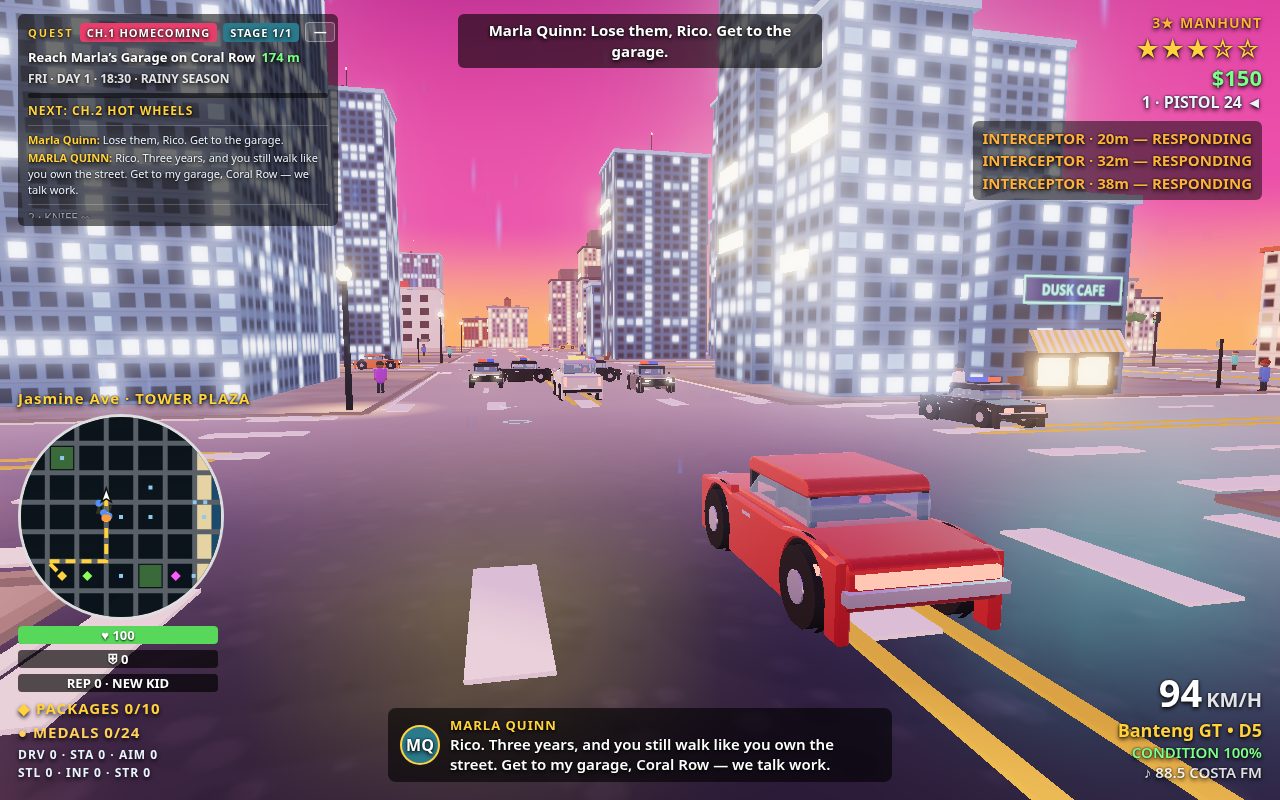 QUEST CH.1 HOMECOMING STAGE 1/1 —
Reach Marla's Garage on Coral Row 174 m
FRI · DAY 1 · 18:30 · RAINY SEASON
NEXT: CH.2 HOT WHEELS
Marla Quinn: Lose them, Rico. Get to the garage.
MARLA QUINN: Rico. Three years, and you still walk like
you own the street. Get to my garage, Coral Row — we
talk work.
2 · KNIFE ∞
Marla Quinn: Lose them, Rico. Get to the
garage.
3★ MANHUNT
★★★☆☆
$150
1 · PISTOL 24 ◄
INTERCEPTOR · 20m — RESPONDING
INTERCEPTOR · 32m — RESPONDING
INTERCEPTOR · 38m — RESPONDING
DUSK CAFE
Jasmine Ave · TOWER PLAZA
♥ 100
⛨ 0
REP 0 · NEW KID
◆ PACKAGES 0/10
● MEDALS 0/24
DRV 0 · STA 0 · AIM 0
STL 0 · INF 0 · STR 0
MQ
MARLA QUINN
Rico. Three years, and you still walk like you own the
street. Get to my garage, Coral Row — we talk work.
94 KM/H
Banteng GT • D5
CONDITION 100%
♪ 88.5 COSTA FM